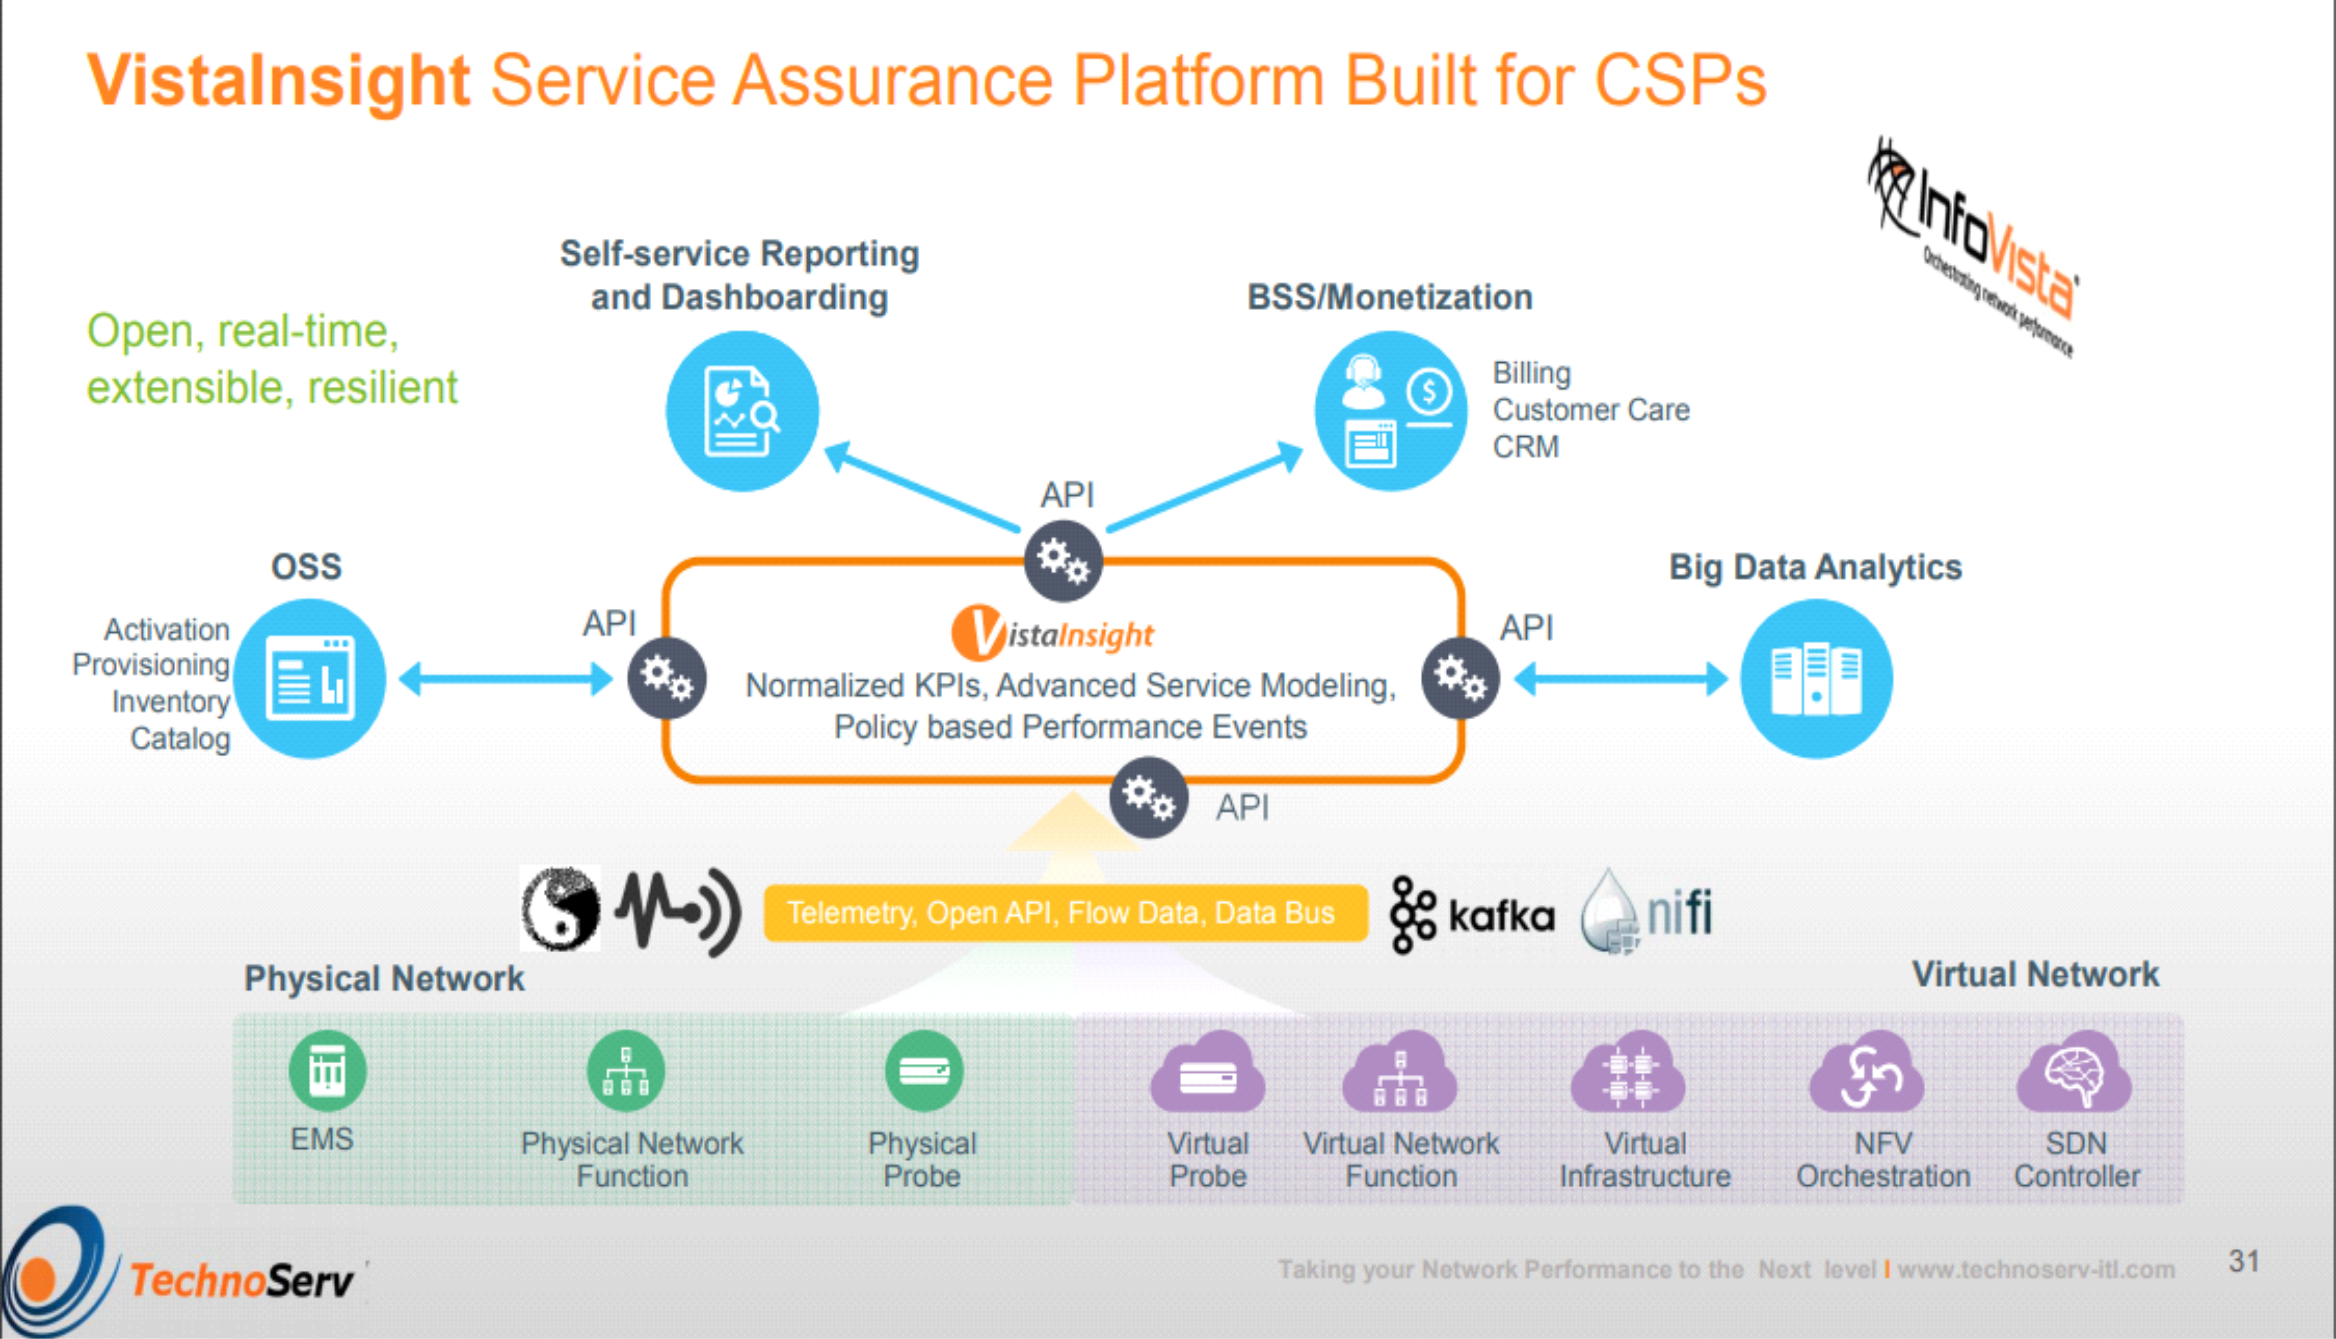 VistaInsight Service Assurance Platform Built for CSPs
InfoVista®
Orchestrating network performance
Open, real-time,
extensible, resilient
Self-service Reporting
and Dashboarding
BSS/Monetization
Billing
Customer Care
CRM
API
OSS
Activation
Provisioning
Inventory
Catalog
API
VistaInsight
Normalized KPIs, Advanced Service Modeling,
Policy based Performance Events
API
Big Data Analytics
API
Telemetry, Open API, Flow Data, Data Bus
kafka
nifi
Physical Network
Virtual Network
EMS
Physical Network
Function
Physical
Probe
Virtual
Probe
Virtual Network
Function
Virtual
Infrastructure
NFV
Orchestration
SDN
Controller
TechnoServ
Taking your Network Performance to the Next level I www.technoserv-itl.com
31